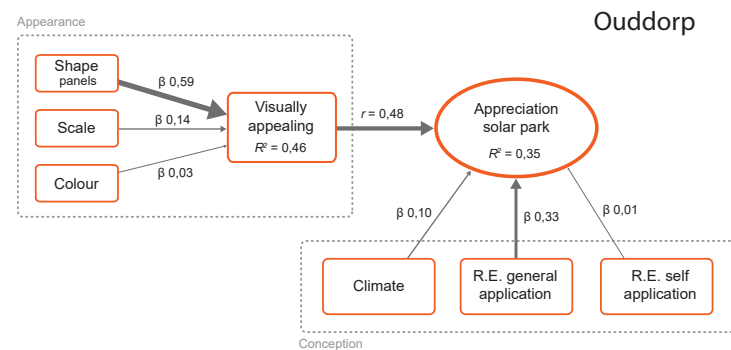 Appearance
Ouddorp
Shape
panels
β 0,59
Scale
β 0,14
Colour
β 0,03
Visually
appealing
R² = 0,46
r = 0,48
Appreciation
solar park
R² = 0,35
β 0,10
β 0,33
β 0,01
Climate
R.E. general
application
R.E. self
application
Conception